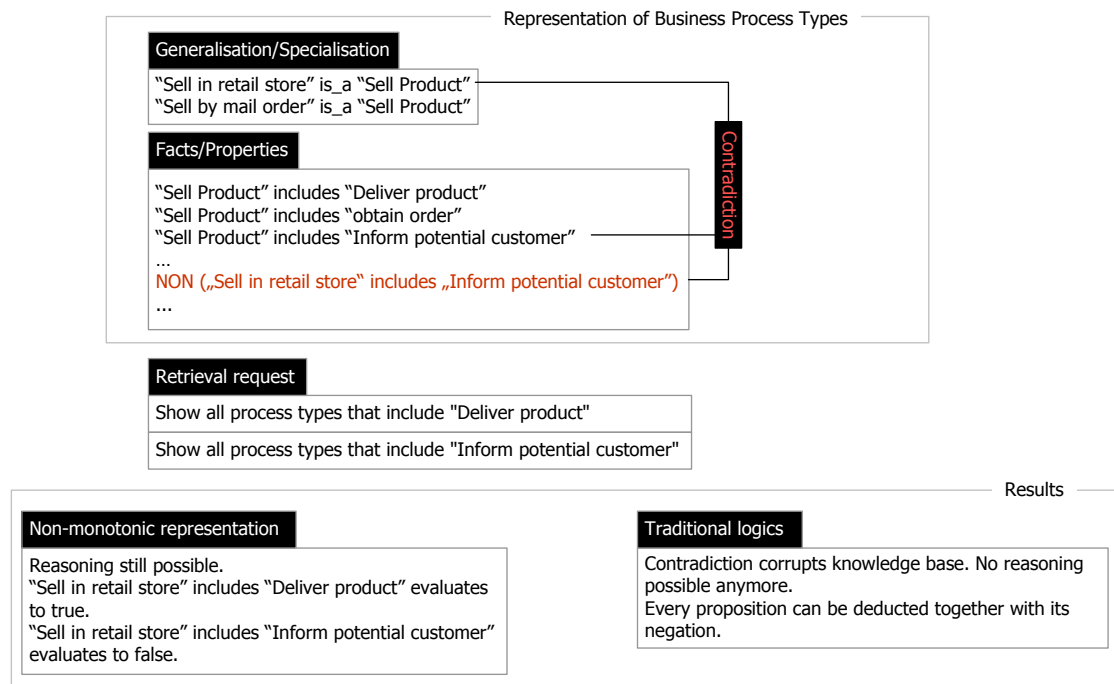 Representation of Business Process Types
Generalisation/Specialisation
“Sell in retail store” is_a “Sell Product”
“Sell by mail order” is_a “Sell Product”
Contradiction
Facts/Properties
“Sell Product” includes “Deliver product”
“Sell Product” includes “obtain order”
“Sell Product” includes “Inform potential customer”
...
NON („Sell in retail store“ includes „Inform potential customer”)
...
Retrieval request
Show all process types that include "Deliver product"
Show all process types that include "Inform potential customer"
Results
Non-monotonic representation
Reasoning still possible.
“Sell in retail store” includes “Deliver product” evaluates
to true.
“Sell in retail store” includes “Inform potential customer”
evaluates to false.
Traditional logics
Contradiction corrupts knowledge base. No reasoning
possible anymore.
Every proposition can be deducted together with its
negation.